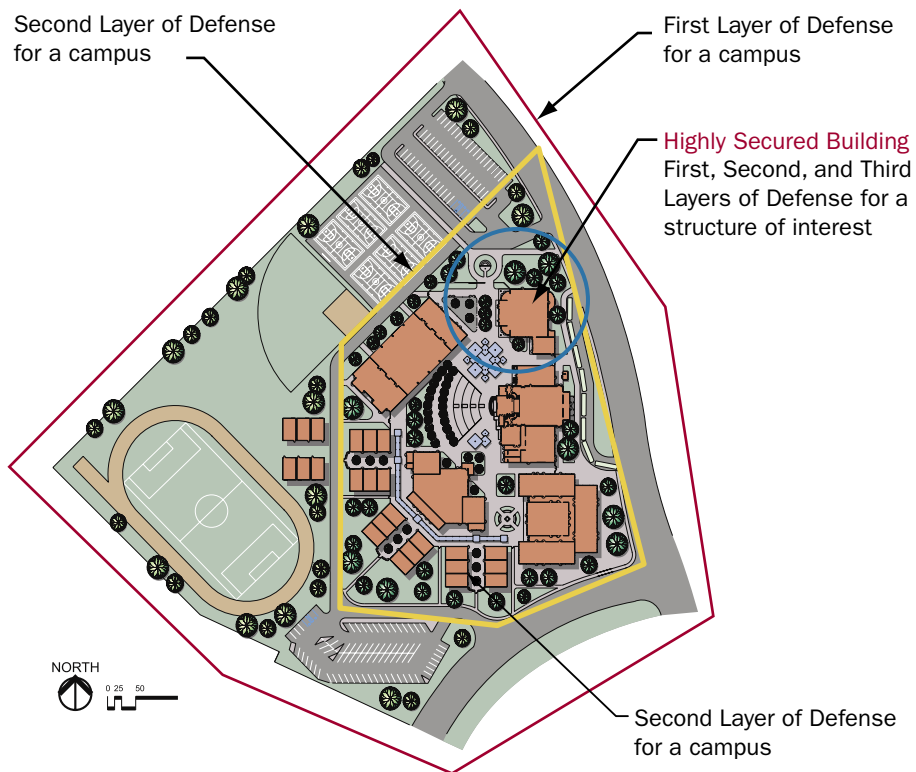 Second Layer of Defense
for a campus
First Layer of Defense
for a campus
Highly Secured Building
First, Second, and Third
Layers of Defense for a
structure of interest
NORTH
0 25 50
Second Layer of Defense
for a campus